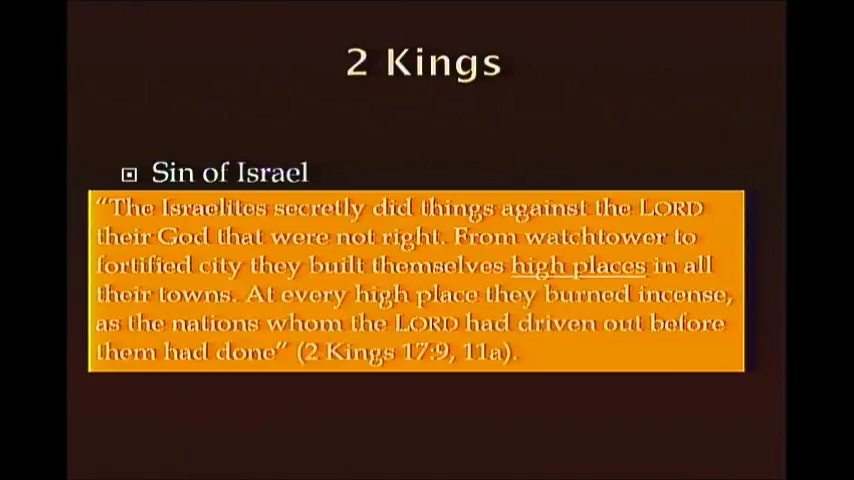 2 Kings
Sin of Israel
“The Israelites secretly did things against the LORD
their God that were not right. From watchtower to
fortified city they built themselves high places in all
their towns. At every high place they burned incense,
as the nations whom the LORD had driven out before
them had done” (2 Kings 17:9, 11a).